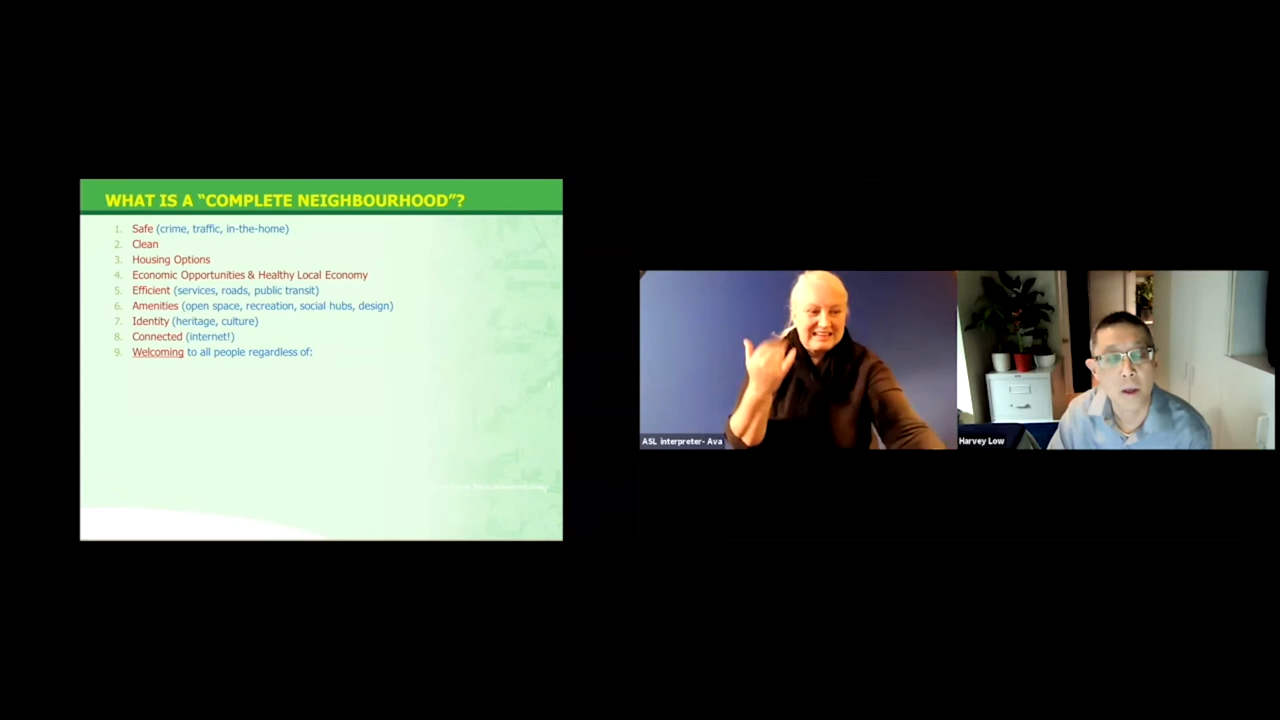 WHAT IS A “COMPLETE NEIGHBOURHOOD”?
1. Safe (crime, traffic, in-the-home)
2. Clean
3. Housing Options
4. Economic Opportunities & Healthy Local Economy
5. Efficient (services, roads, public transit)
6. Amenities (open space, recreation, social hubs, design)
7. Identity (heritage, culture)
8. Connected (internet!)
9. Welcoming to all people regardless of:
ASL interpreter- Ava
Harvey Low